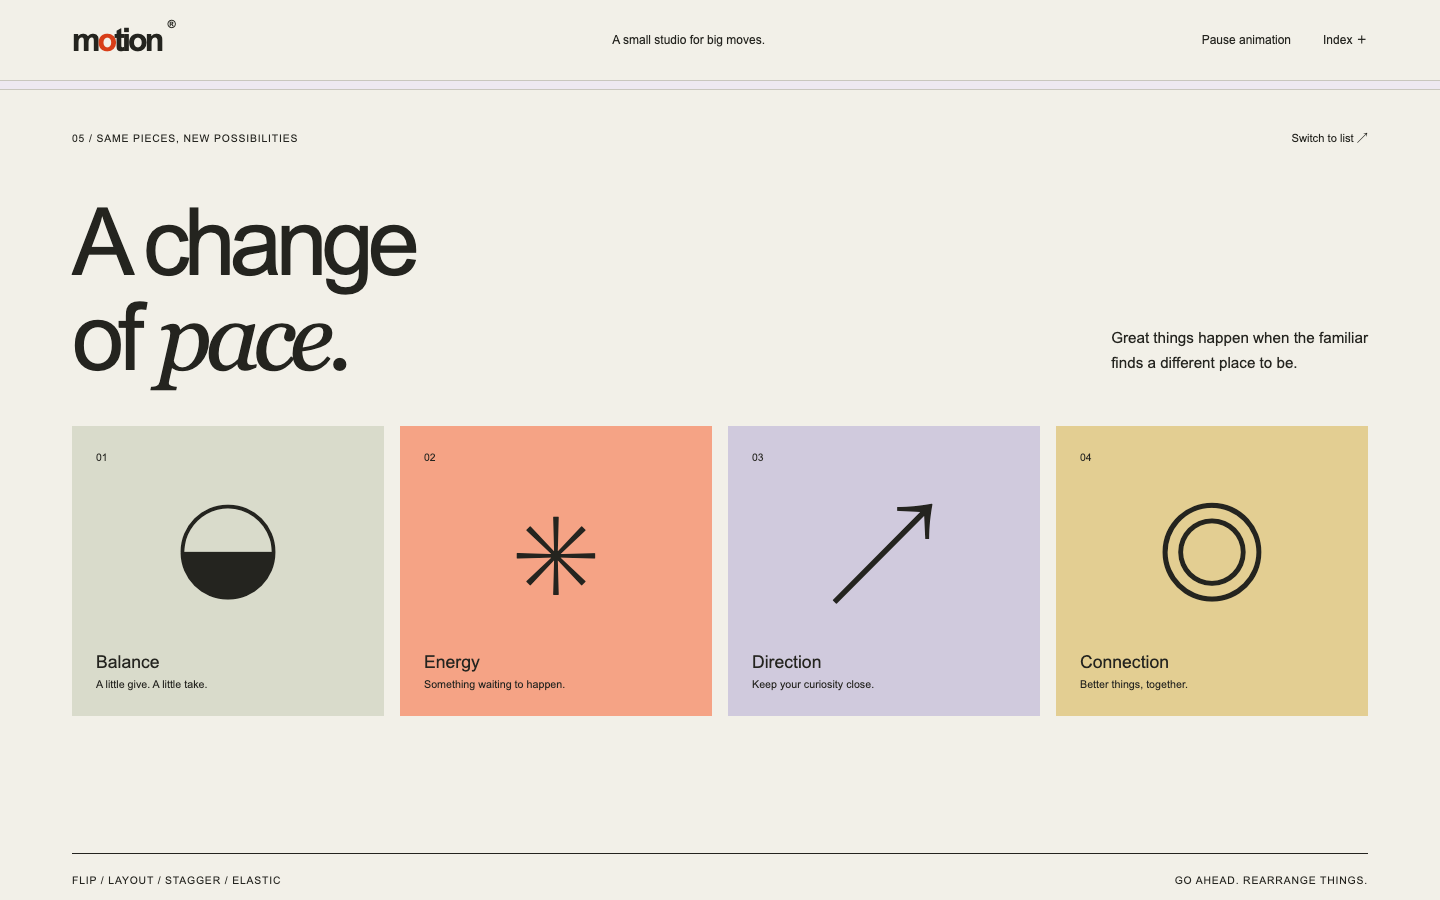 motion®
A small studio for big moves.
Pause animation
Index +
05 / SAME PIECES, NEW POSSIBILITIES
Switch to list ↗
A change
of pace.
Great things happen when the familiar
finds a different place to be.
01
Balance
A little give. A little take.
02
Energy
Something waiting to happen.
03
Direction
Keep your curiosity close.
04
Connection
Better things, together.
FLIP / LAYOUT / STAGGER / ELASTIC
GO AHEAD. REARRANGE THINGS.